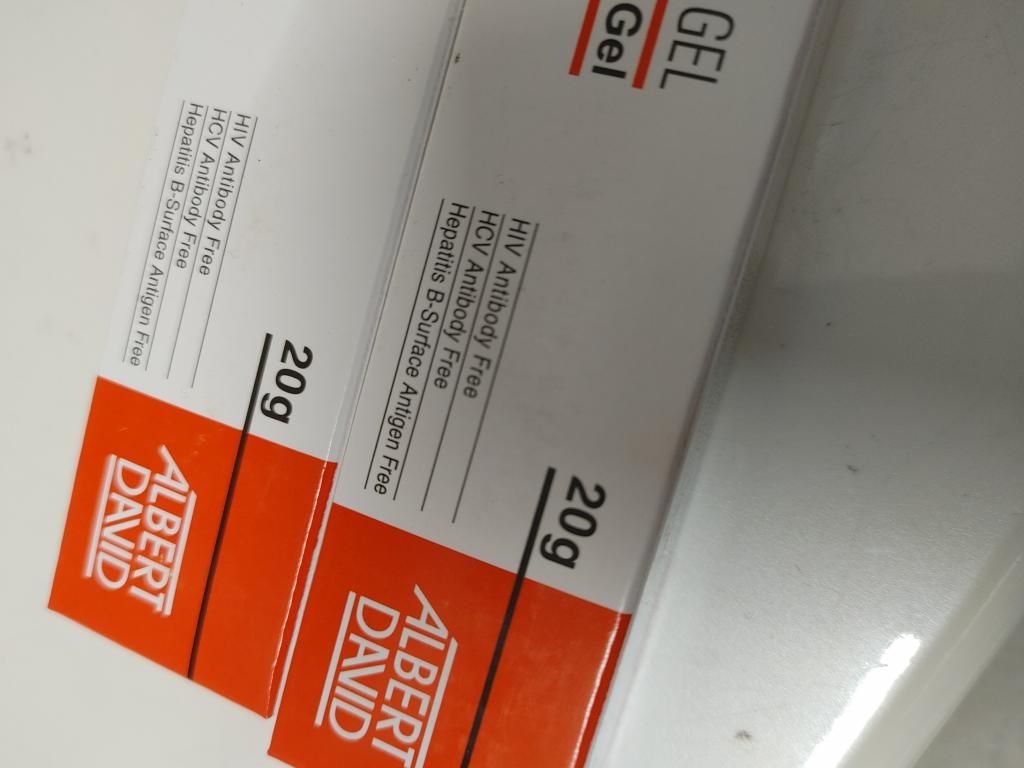 HIV Antibody Free
HCV Antibody Free
Hepatitis B-Surface Antigen Free
20g
ALBERT
DAVID
GEL
Gel
HIV Antibody Free
HCV Antibody Free
Hepatitis B-Surface Antigen Free
20g
ALBERT
DAVID